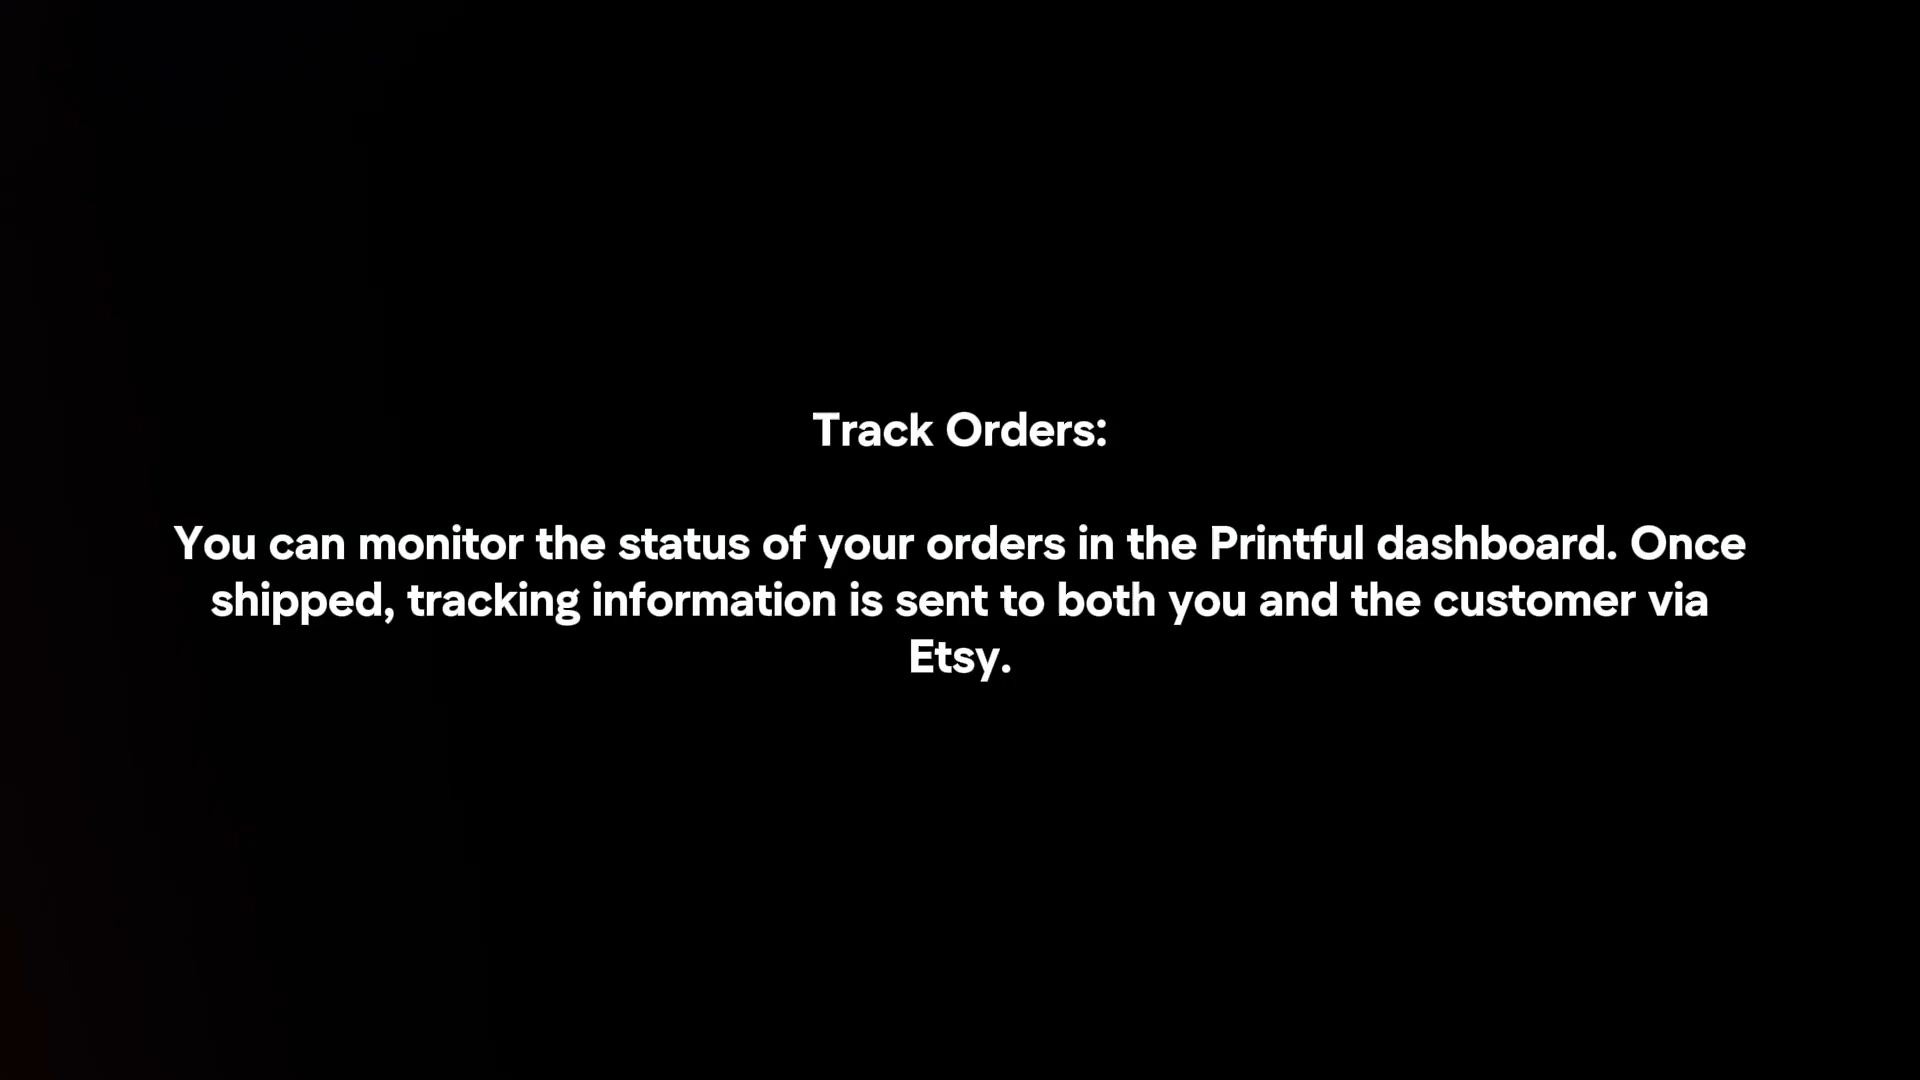 Track Orders:
You can monitor the status of your orders in the Printful dashboard. Once
shipped, tracking information is sent to both you and the customer via
Etsy.